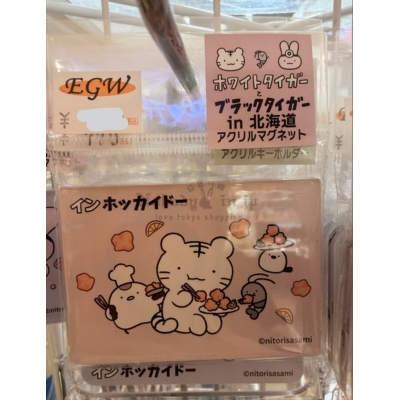 EGW
ホワイトタイガー
と
ブラックタイガー
in 北海道
アクリルマグネット
アクリルキーホルダー
イン ホッカイドー
love tokyo shopping
©nitorisasami
イン ホッカイドー
©nitorisasami